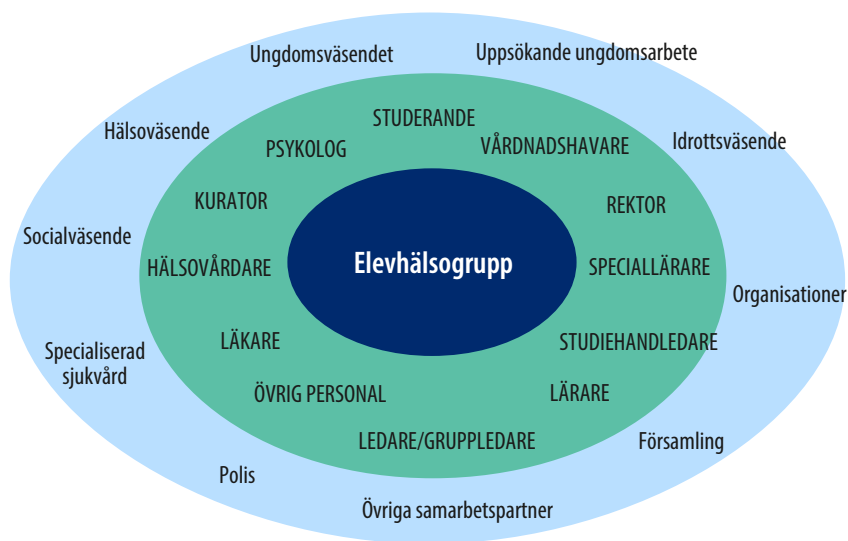 Ungdomsväsendet
Uppsökande ungdomsarbete
Hälsoväsende
Idrottsväsende
Socialväsende
Organisationer
Specialiserad
sjukvård
Församling
Polis
Övriga samarbetspartner
STUDERANDE
PSYKOLOG
VÅRDNADSHAVARE
KURATOR
REKTOR
HÄLSOVÅRDARE
SPECIALLÄRARE
LÄKARE
STUDIEHANDLEDARE
ÖVRIG PERSONAL
LÄRARE
LEDARE/GRUPPLEDARE
Elevhälsogrupp